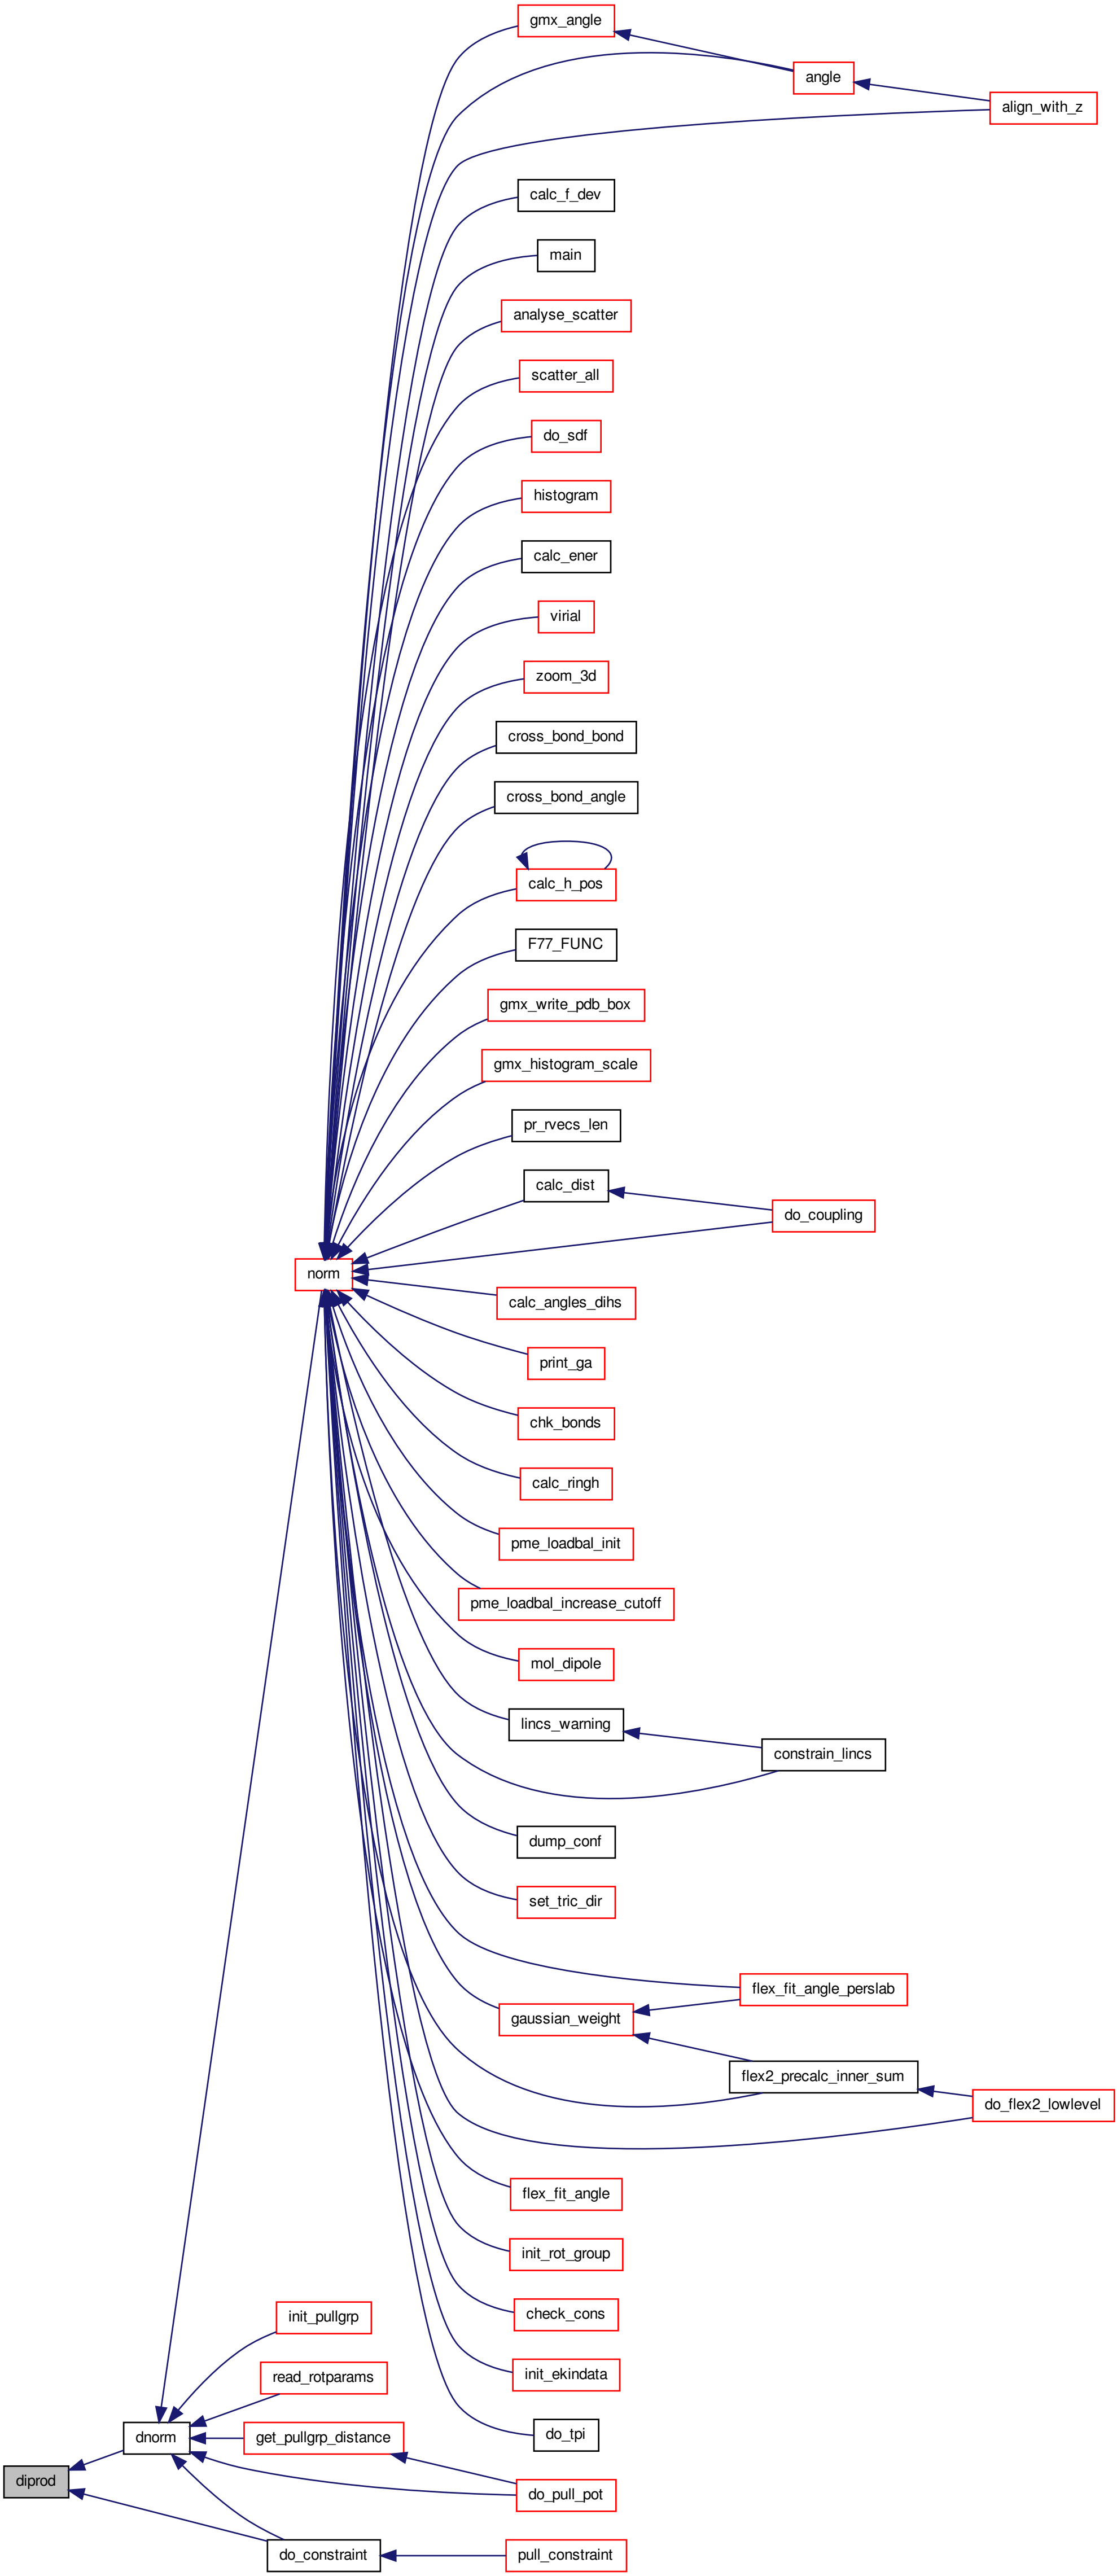 gmx_angle
angle
align_with_z
calc_f_dev
main
analyse_scatter
scatter_all
do_sdf
histogram
calc_ener
virial
zoom_3d
cross_bond_bond
cross_bond_angle
calc_h_pos
F77_FUNC
gmx_write_pdb_box
gmx_histogram_scale
pr_rvecs_len
calc_dist
do_coupling
norm
calc_angles_dihs
print_ga
chk_bonds
calc_ringh
pme_loadbal_init
pme_loadbal_increase_cutoff
mol_dipole
lincs_warning
constrain_lincs
dump_conf
set_tric_dir
flex_fit_angle_perslab
gaussian_weight
flex2_precalc_inner_sum
do_flex2_lowlevel
flex_fit_angle
init_rot_group
init_pullgrp
check_cons
read_rotparams
init_ekindata
dnorm
get_pullgrp_distance
do_tpi
diprod
do_pull_pot
do_constraint
pull_constraint